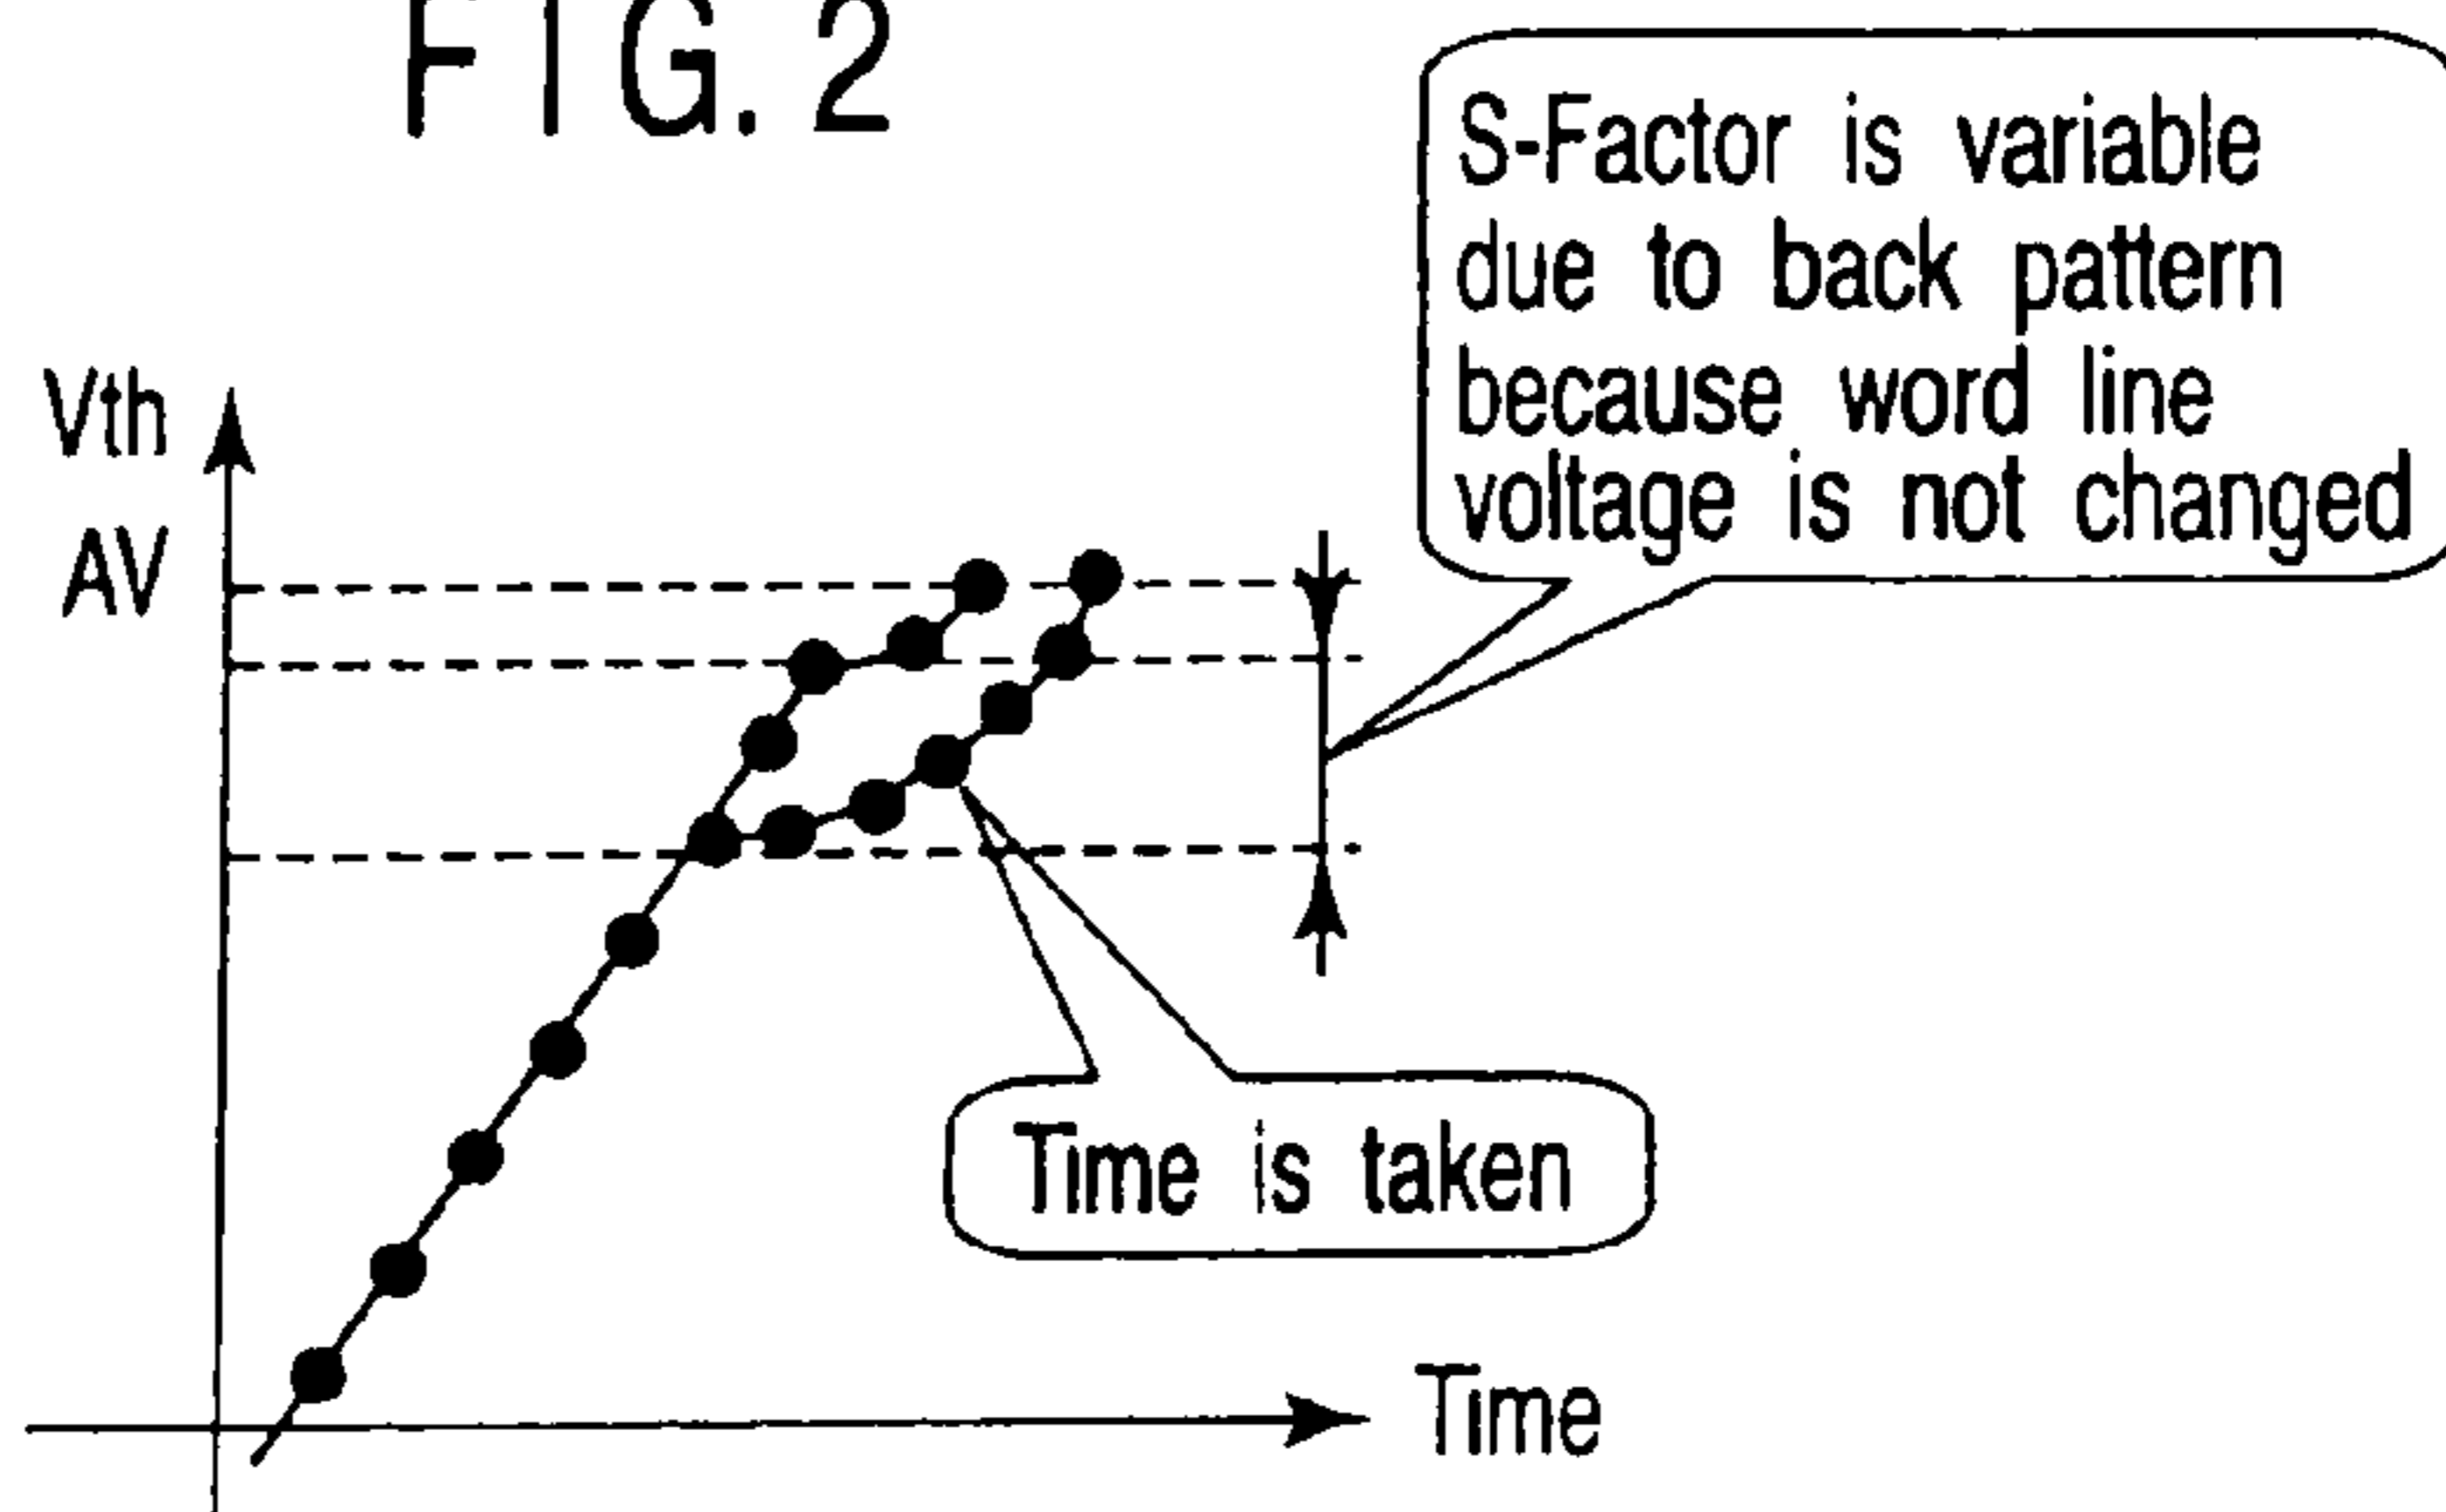 FIG. 2
S-Factor is variable
due to back pattern
because word line
voltage is not changed
Vth
AV
Time is taken
Time